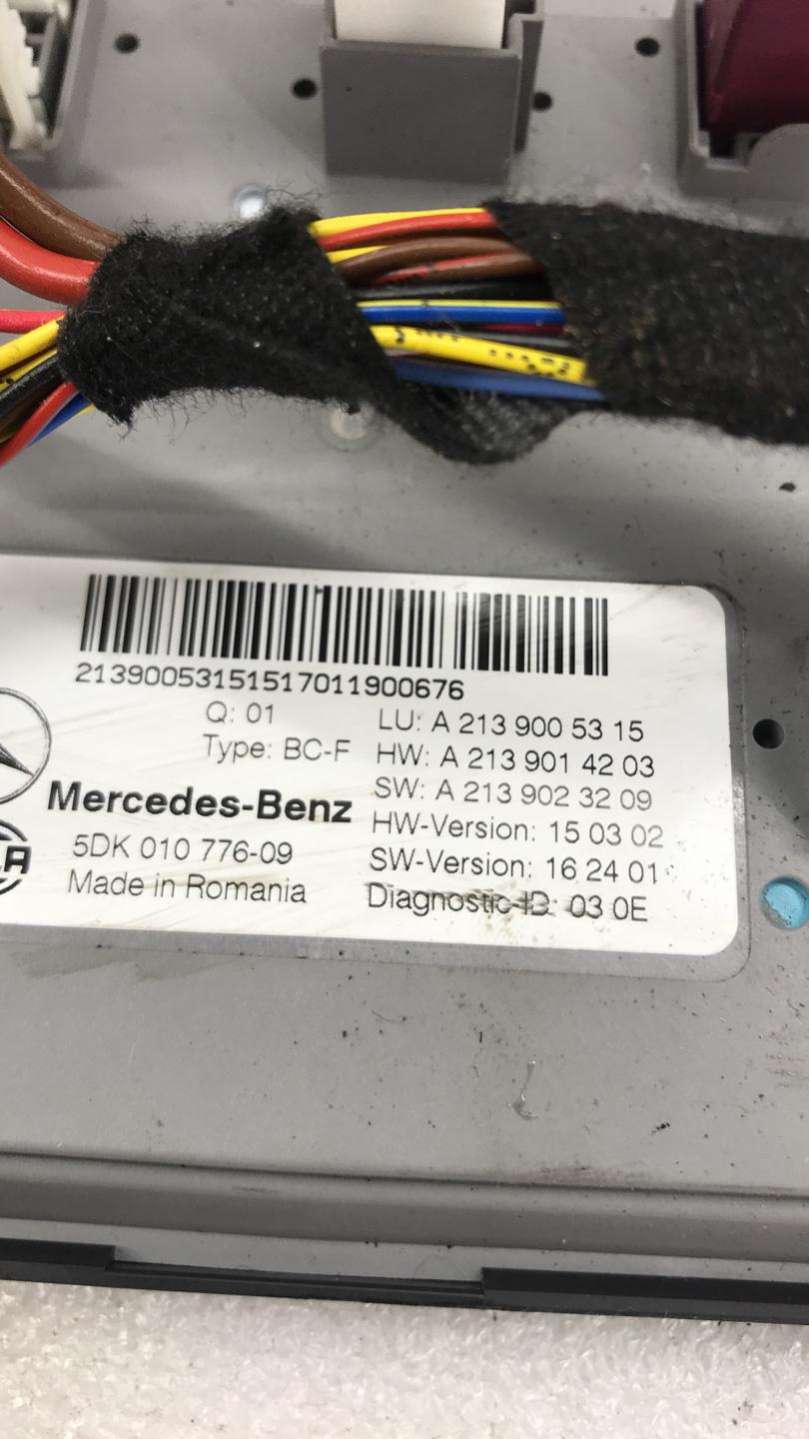 2139005315151701190O676
Q: 01
Type: BC-F
Mercedes-Benz
5DK 010 776-09
Made in Romania
LU: A 213 900 53 15
HW: A 213 901 42 03
SW: A 213 902 32 09
HW-Version: 15 03 02
SW-Version: 16 24 01
Diagnostic-ID: 03 0E